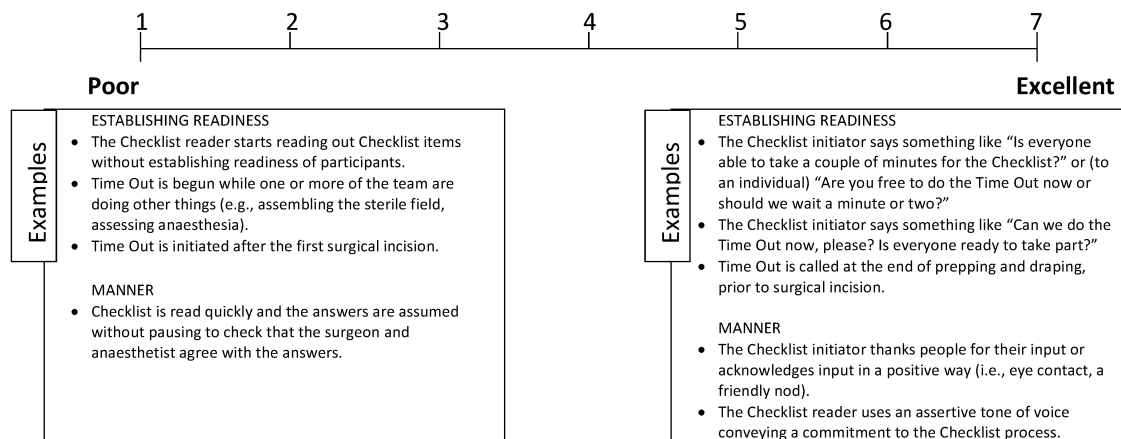 1 2 3 4 5 6 7
Poor
Excellent
Examples
ESTABLISHING READINESS
• The Checklist reader starts reading out Checklist items
without establishing readiness of participants.
• Time Out is begun while one or more of the team are
doing other things (e.g., assembling the sterile field,
assessing anaesthesia).
• Time Out is initiated after the first surgical incision.
MANNER
• Checklist is read quickly and the answers are assumed
without pausing to check that the surgeon and
anaesthetist agree with the answers.
Examples
ESTABLISHING READINESS
• The Checklist initiator says something like “Is everyone
able to take a couple of minutes for the Checklist?” or (to
an individual) “Are you free to do the Time Out now or
should we wait a minute or two?”
• The Checklist initiator says something like “Can we do the
Time Out now, please? Is everyone ready to take part?”
• Time Out is called at the end of prepping and draping,
prior to surgical incision.
MANNER
• The Checklist initiator thanks people for their input or
acknowledges input in a positive way (i.e., eye contact, a
friendly nod).
• The Checklist reader uses an assertive tone of voice
conveying a commitment to the Checklist process.